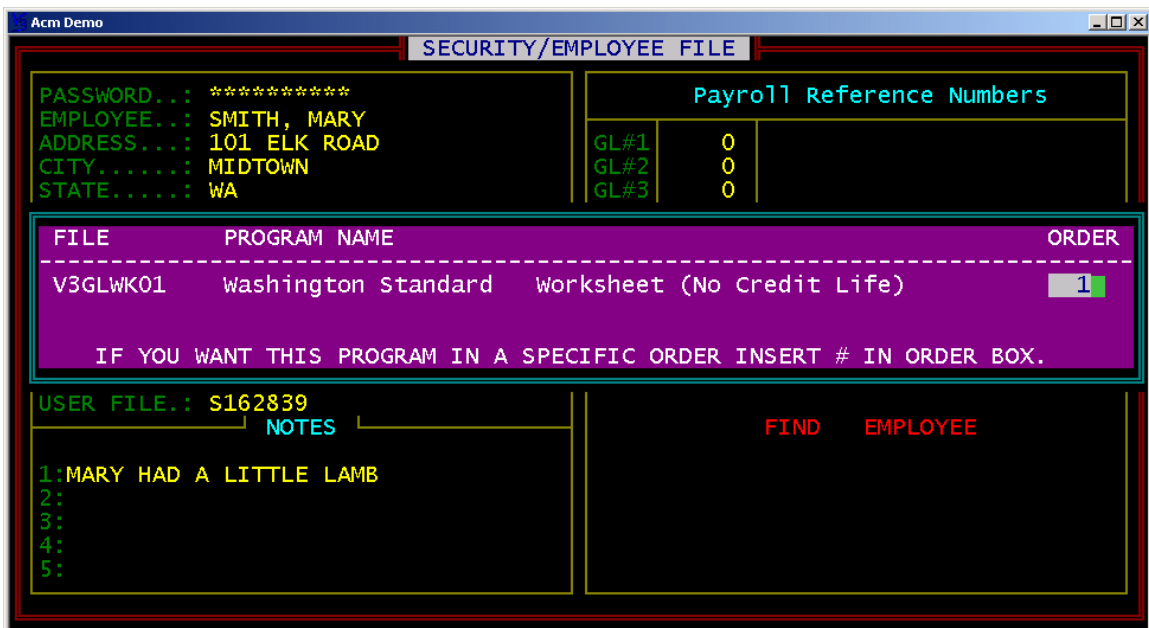 Acm Demo
SECURITY/EMPLOYEE FILE
PASSWORD..: **********
EMPLOYEE..: SMITH, MARY
ADDRESS...: 101 ELK ROAD
CITY......: MIDTOWN
STATE.....: WA
Payroll Reference Numbers
GL#1 0
GL#2 0
GL#3 0
FILE PROGRAM NAME ORDER
V3GLWK01 Washington Standard Worksheet (No Credit Life) 1
IF YOU WANT THIS PROGRAM IN A SPECIFIC ORDER INSERT # IN ORDER BOX.
USER FILE.: S162839
NOTES
1:MARY HAD A LITTLE LAMB
2:
3:
4:
5:
FIND EMPLOYEE